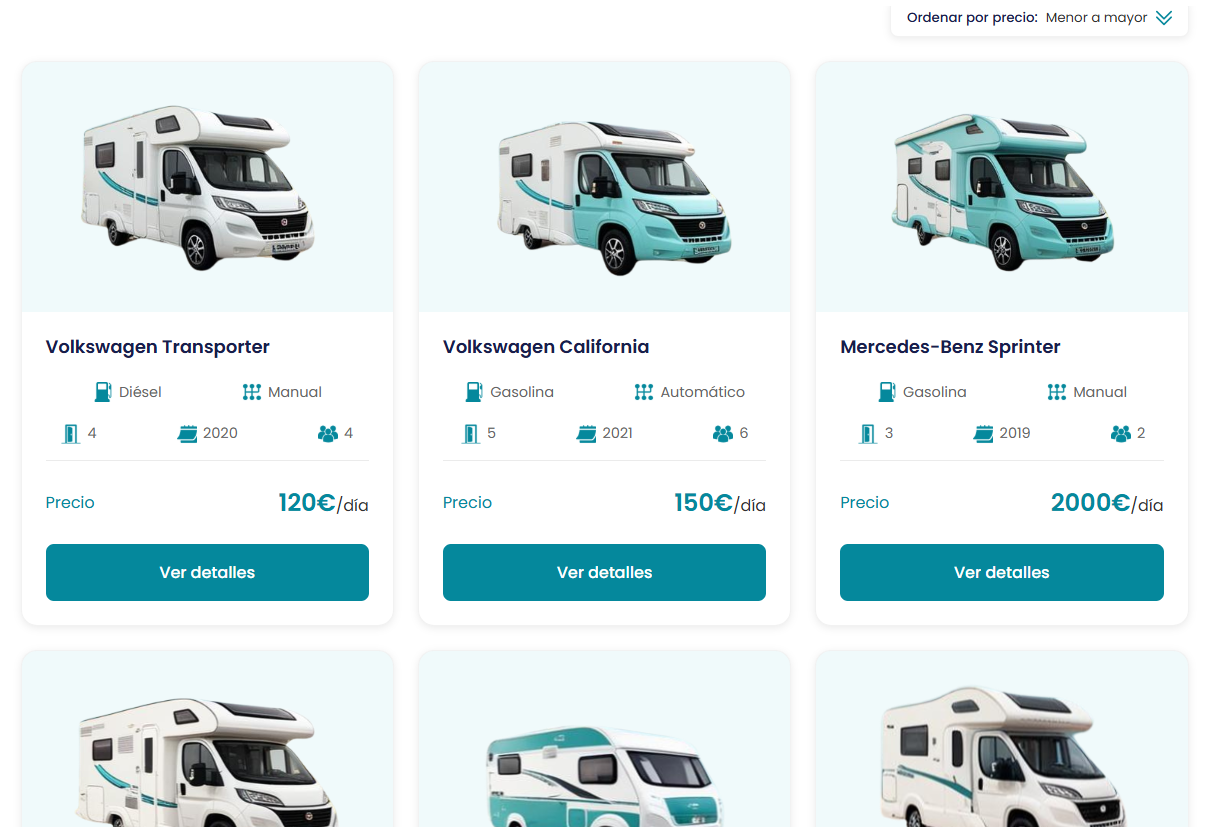 Ordenar por precio: Menor a mayor
Volkswagen Transporter
Diésel Manual
4 2020 4
Precio 120€/día
Ver detalles
Volkswagen California
Gasolina Automático
5 2021 6
Precio 150€/día
Ver detalles
Mercedes-Benz Sprinter
Gasolina Manual
3 2019 2
Precio 2000€/día
Ver detalles